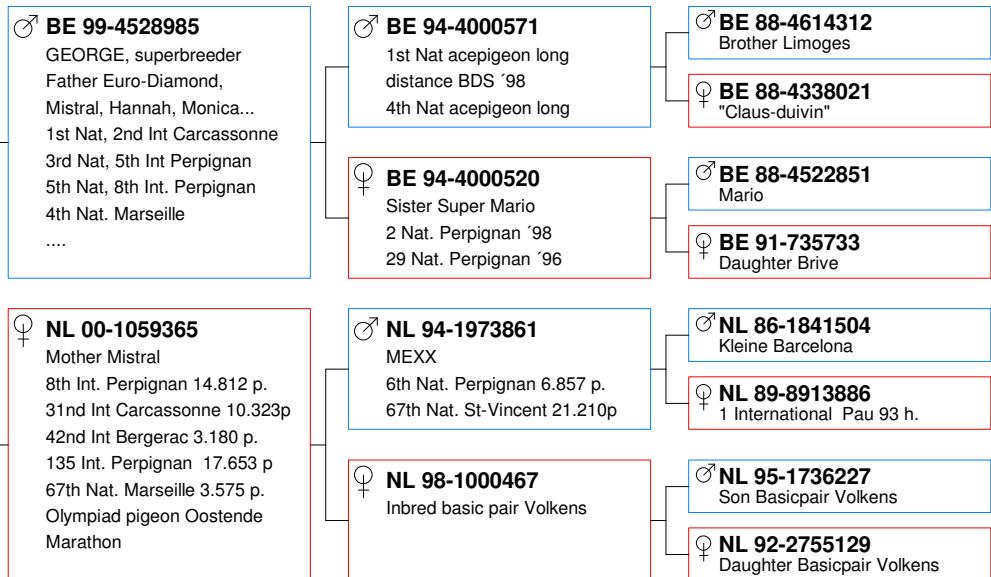 BE 99-4528985
GEORGE, superbreeder
Father Euro-Diamond,
Mistral, Hannah, Monica...
1st Nat, 2nd Int Carcassonne
3rd Nat, 5th Int Perpignan
5th Nat, 8th Int. Perpignan
4th Nat. Marseille
....
NL 00-1059365
Mother Mistral
8th Int. Perpignan 14.812 p.
31nd Int Carcassonne 10.323p
42nd Int Bergerac 3.180 p.
135 Int. Perpignan  17.653 p
67th Nat. Marseille 3.575 p.
Olympiad pigeon Oostende
Marathon
BE 94-4000571
1st Nat acepigeon long
distance BDS ´98
4th Nat acepigeon long
BE 94-4000520
Sister Super Mario
2 Nat. Perpignan ´98
29 Nat. Perpignan ´96
NL 94-1973861
MEXX
6th Nat. Perpignan 6.857 p.
67th Nat. St-Vincent 21.210p
NL 98-1000467
Inbred basic pair Volkens
BE 88-4614312
Brother Limoges
BE 88-4338021
"Claus-duivin"
BE 88-4522851
Mario
BE 91-735733
Daughter Brive
NL 86-1841504
Kleine Barcelona
NL 89-8913886
1 International  Pau 93 h.
NL 95-1736227
Son Basicpair Volkens
NL 92-2755129
Daughter Basicpair Volkens